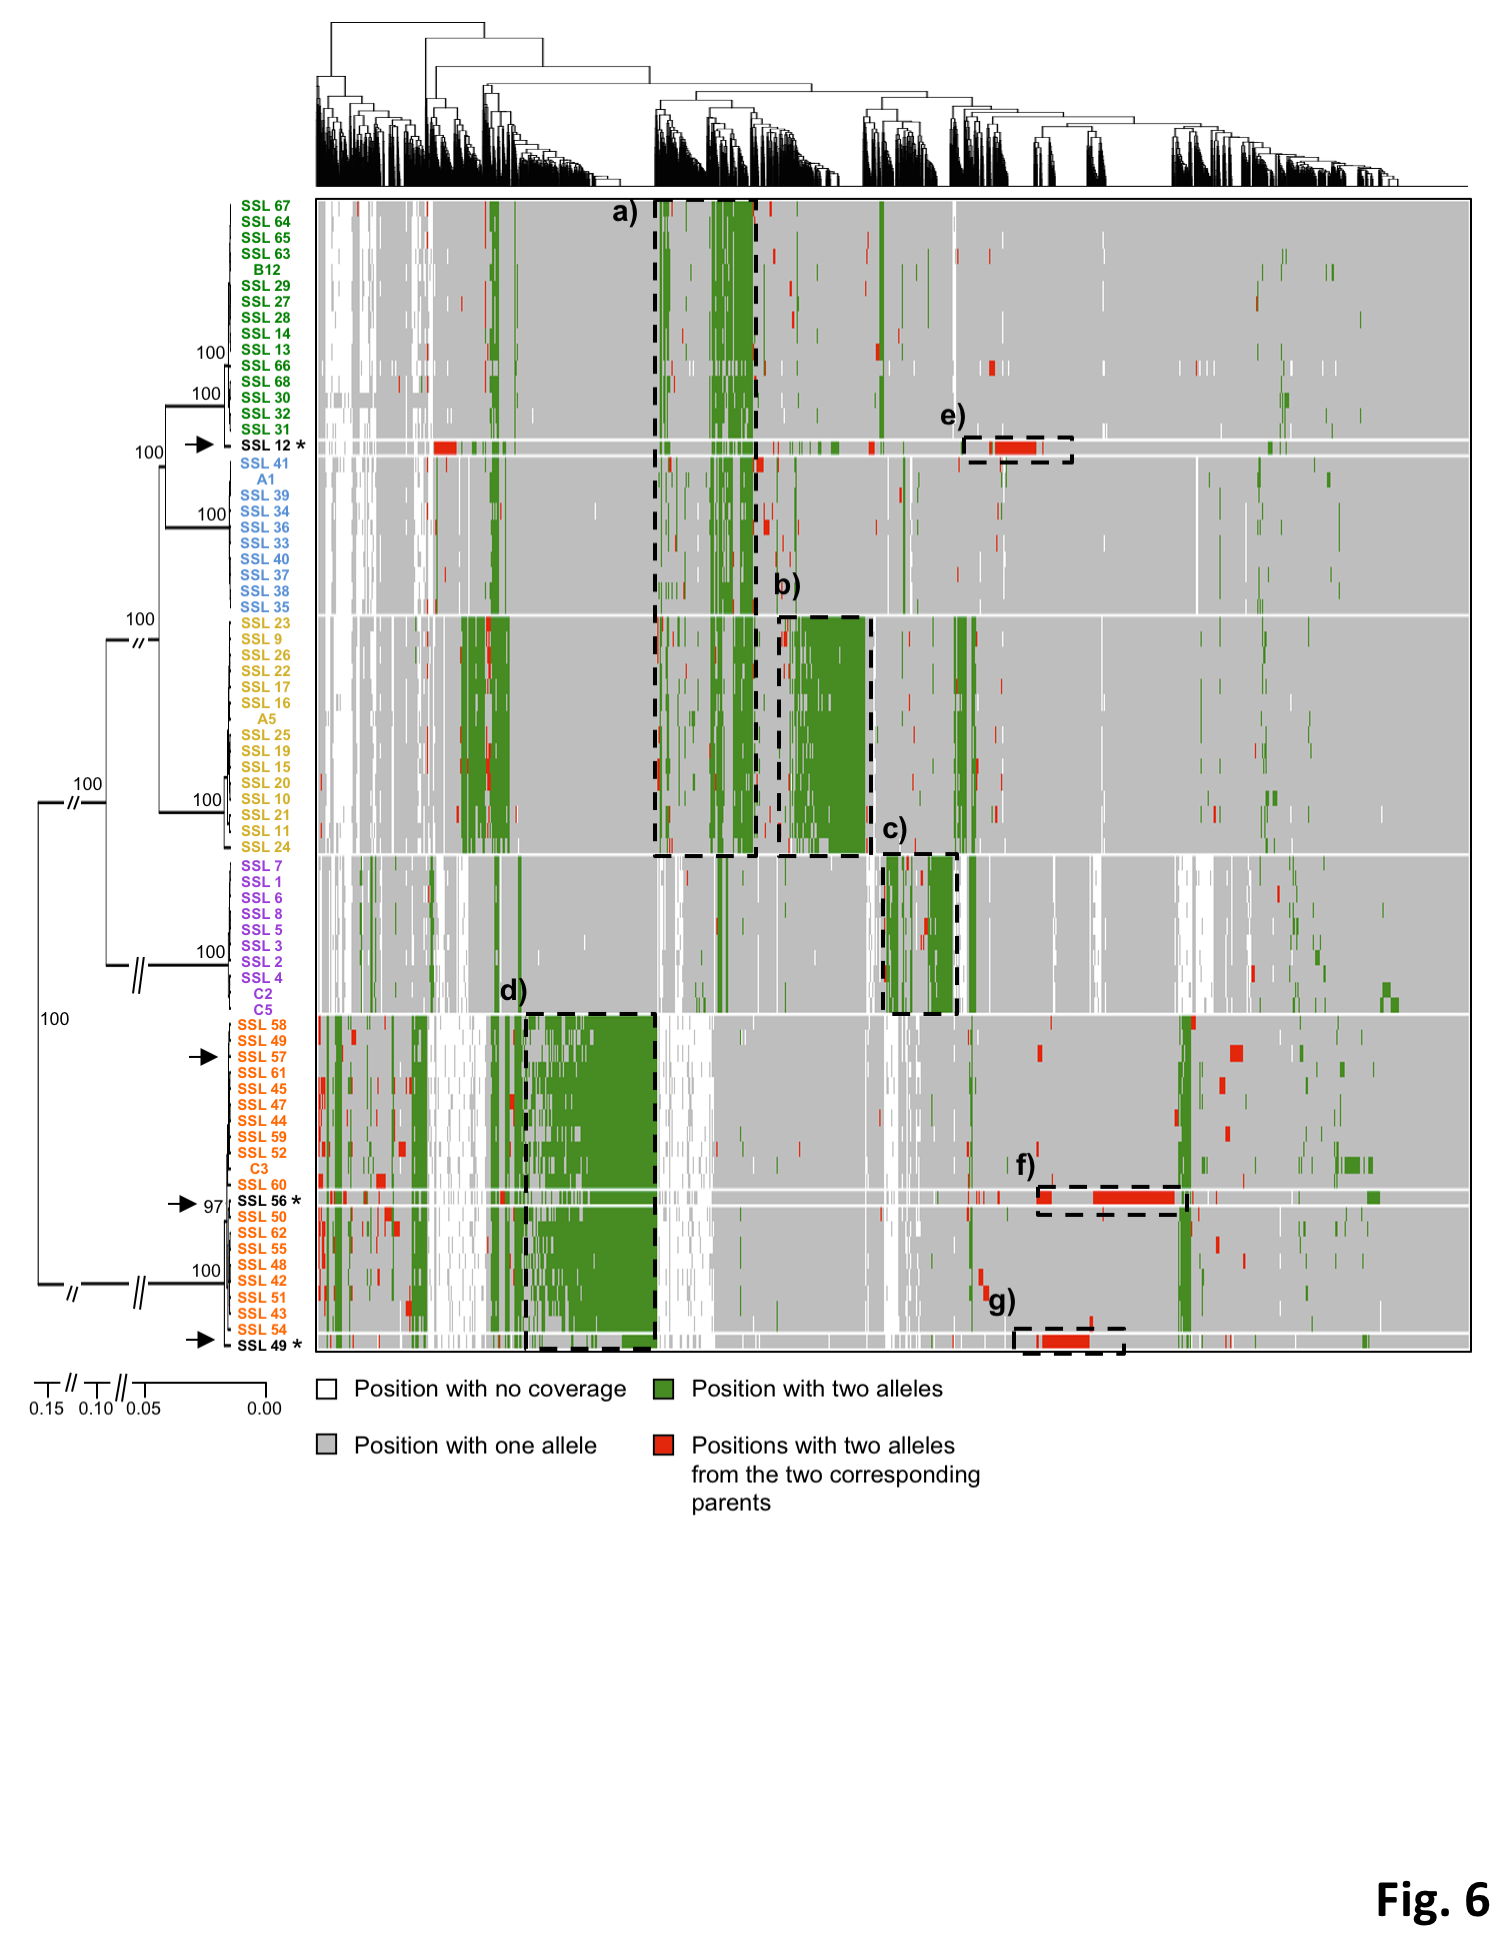 a)
SSL 67
SSL 64
SSL 65
SSL 63
B12
SSL 29
SSL 27
SSL 28
SSL 14
SSL 13
100
SSL 66
SSL 68
100
SSL 30
SSL 32
e)
SSL 31
SSL 12 *
100
SSL 41
A1
SSL 39
100
SSL 34
SSL 36
SSL 33
SSL 40
SSL 37
b)
SSL 38
SSL 35
100
SSL 23
SSL 9
SSL 26
SSL 22
SSL 17
SSL 16
A5
SSL 25
SSL 19
SSL 15
100
SSL 20
100
SSL 10
SSL 21
c)
SSL 11
SSL 24
SSL 7
SSL 1
SSL 6
SSL 8
SSL 5
100
SSL 3
SSL 2
SSL 4
d)
C2
C5
100
SSL 58
SSL 49
SSL 57
SSL 61
SSL 45
SSL 47
SSL 44
SSL 59
SSL 52
f)
C3
SSL 60
97
SSL 56 *
SSL 50
SSL 62
SSL 55
SSL 48
100
SSL 42
SSL 51
g)
SSL 43
SSL 54
SSL 49 *
0.15 0.10 0.05 0.00
Position with no coverage
Position with two alleles
Position with one allele
Positions with two alleles
from the two corresponding
parents
Fig. 6